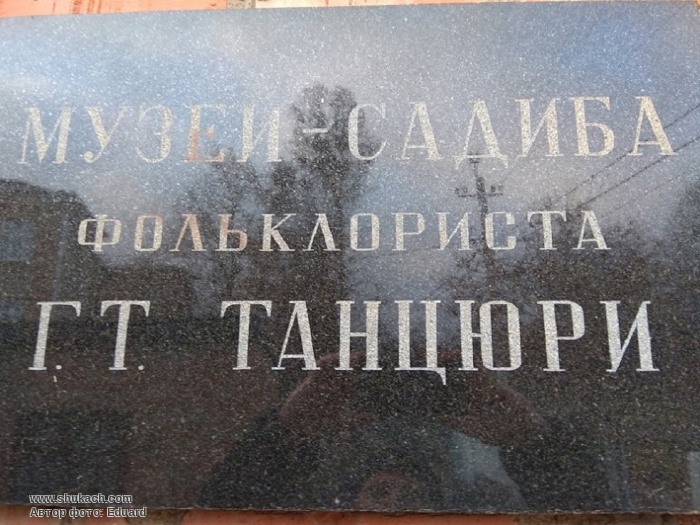 МУЗЕЙ-САДИБА
ФОЛЬКЛОРИСТА
Г.Т. ТАНЦЮРИ
www.shukach.com
Автор фото: Eduard